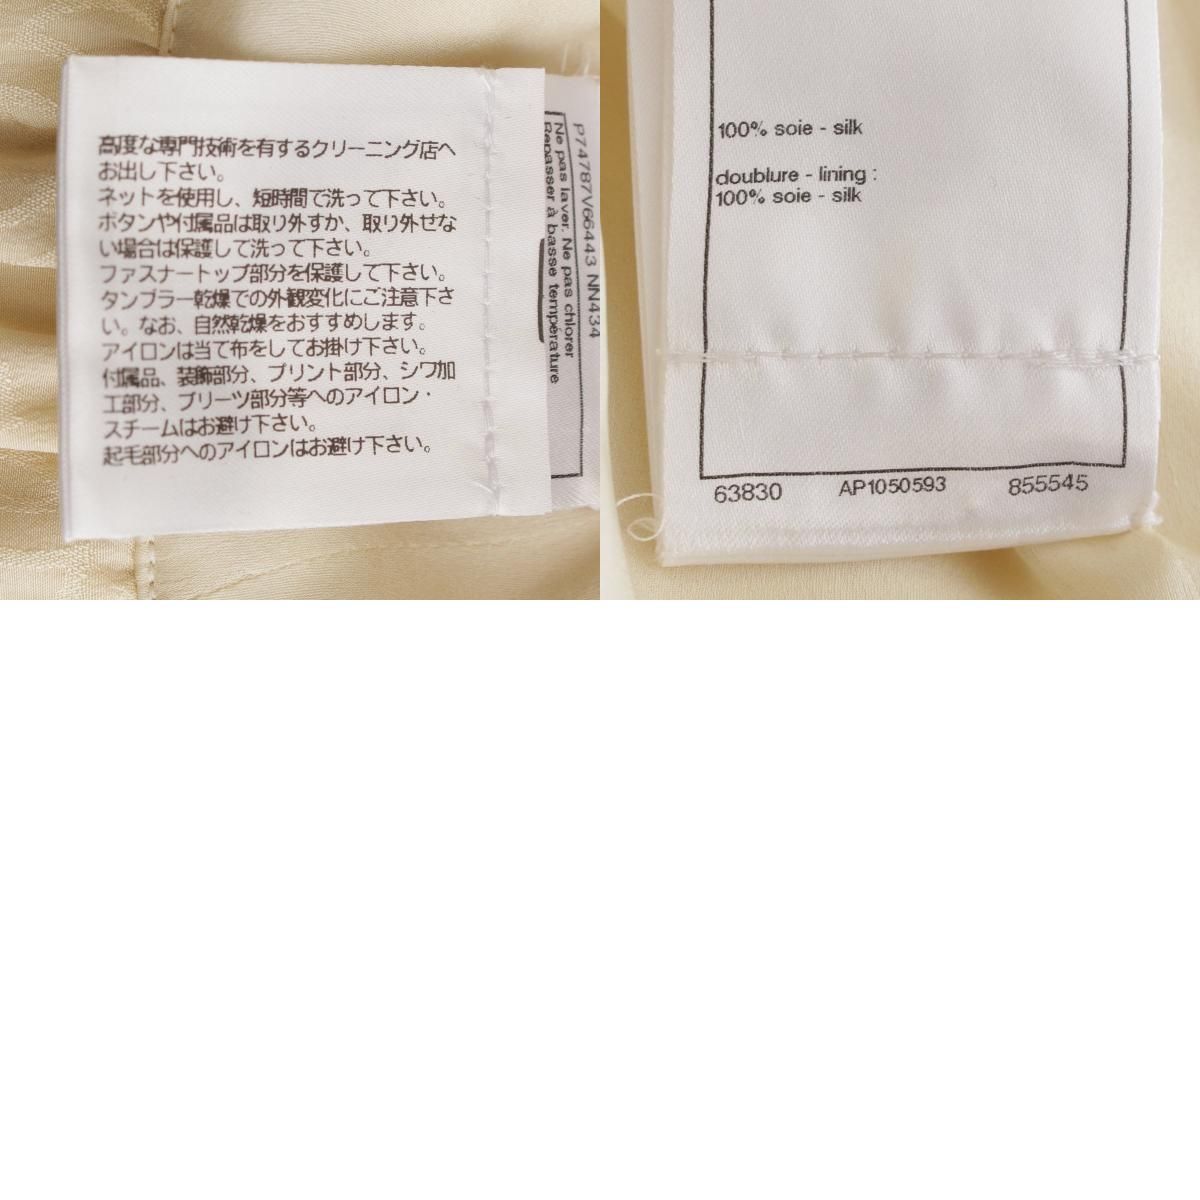 高度な専門技術を有するクリーニング店へ
お出し下さい。
ネットを使用し、短時間で洗って下さい。
ボタンや付属品は取り外すか、取り外せな
い場合は保護して洗って下さい。
ファスナートップ部分を保護して下さい。
タンブラー乾燥での外観変化にご注意下さ
い。なお、自然乾燥をおすすめします。
アイロンは当て布をしてお掛け下さい。
付属品、装飾部分、プリント部分、シワ加
工部分、プリーツ部分等へのアイロン・
スチームはお避け下さい。
起毛部分へのアイロンはお避け下さい。
P74787V66443 NN434
Ne pas laver. Ne pas chlorer
Repasser à basse température
100% soie - silk
doublure - lining :
100% soie - silk
63830 AP1050593 855545